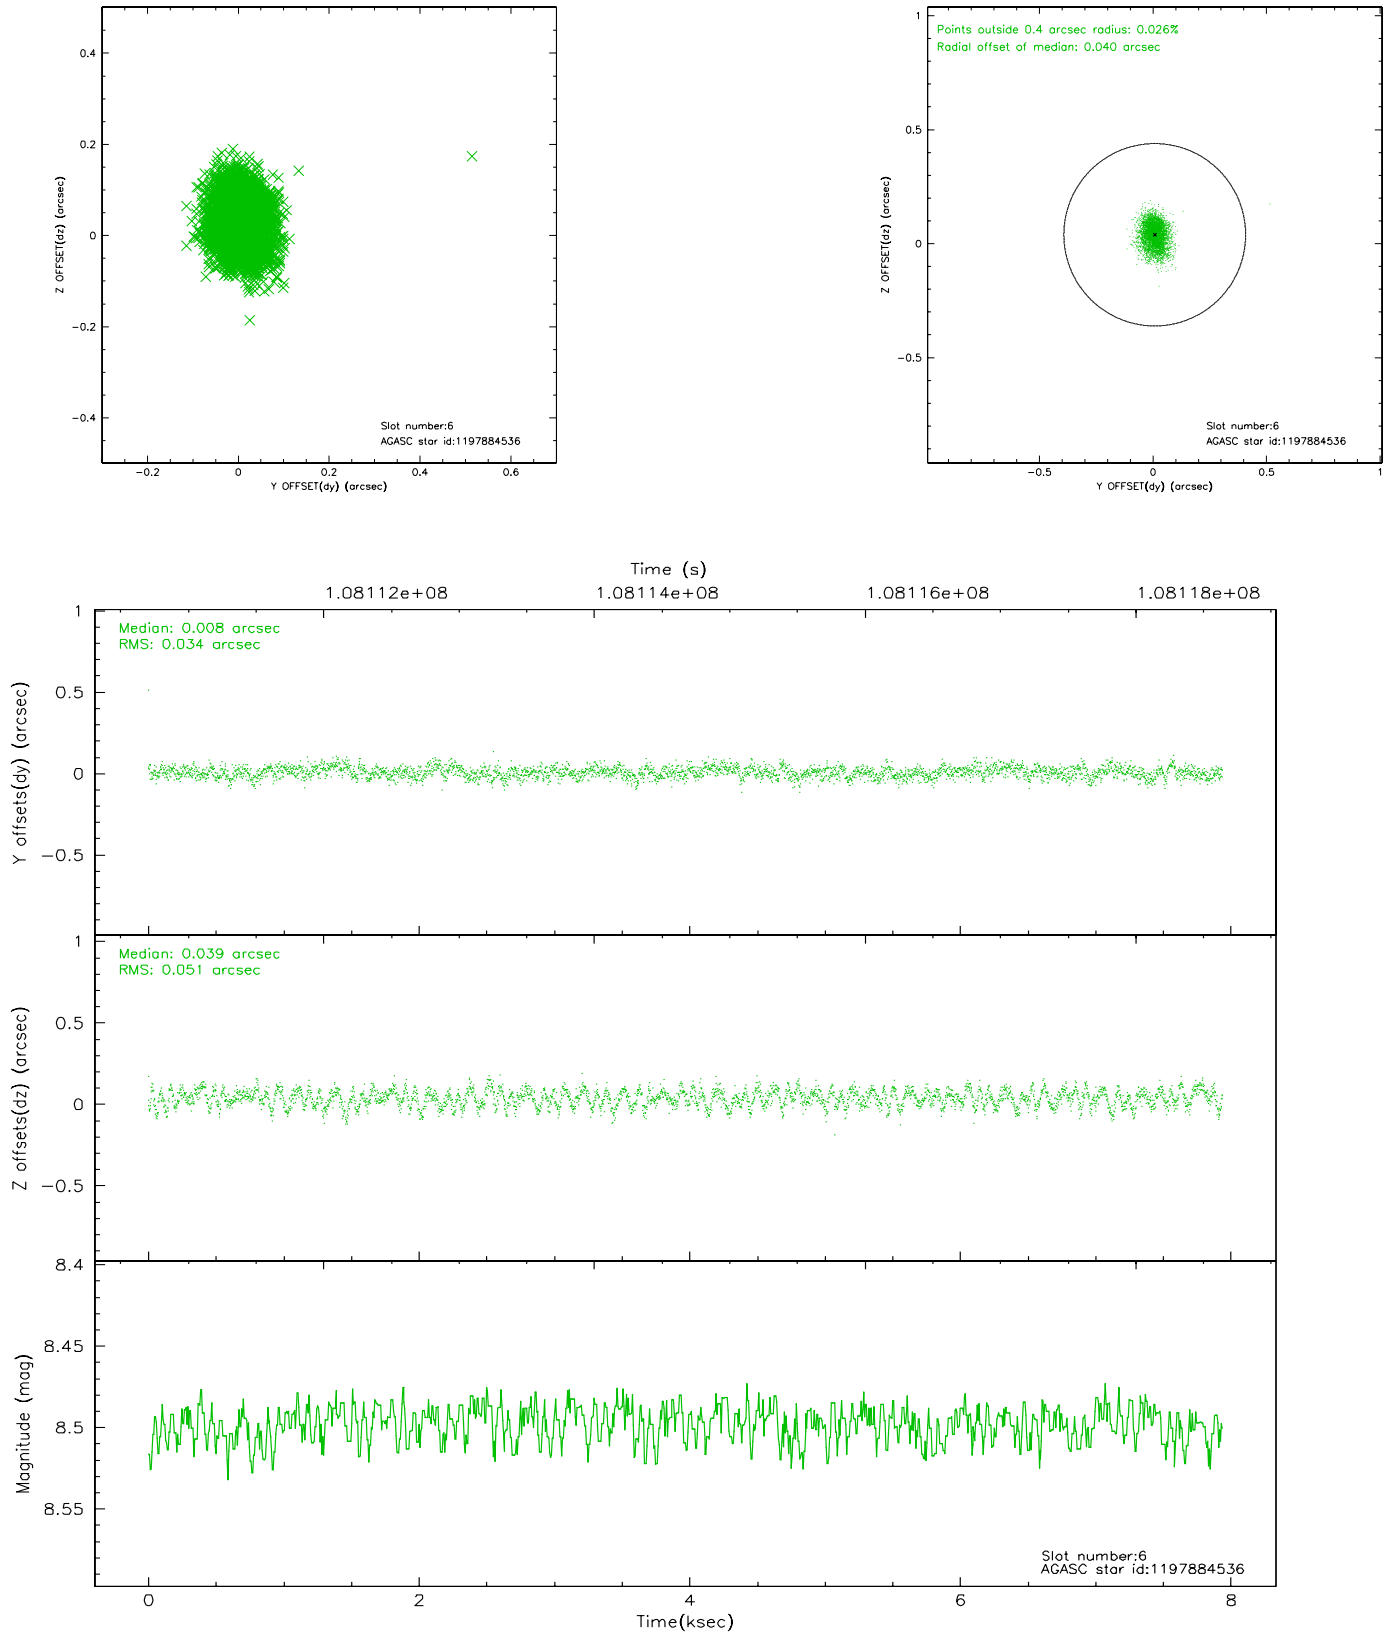 0.4
0.2
0
-0.2
-0.4
Z OFFSET(dz) (arcsec)
-0.2 0 0.2 0.4 0.6
Y OFFSET(dy) (arcsec)
Slot number:6
AGASC star id:1197884536
Points outside 0.4 arcsec radius: 0.026%
Radial offset of median: 0.040 arcsec
1
0.5
0
-0.5
Z OFFSET(dz) (arcsec)
-0.5 0 0.5 1
Y OFFSET(dy) (arcsec)
Slot number:6
AGASC star id:1197884536
Time (s)
1.08112e+08 1.08114e+08 1.08116e+08 1.08118e+08
Median: 0.008 arcsec
RMS: 0.034 arcsec
1
0.5
0
-0.5
Y offsets(dy) (arcsec)
Median: 0.039 arcsec
RMS: 0.051 arcsec
1
0.5
0
-0.5
Z offsets(dz) (arcsec)
8.4
8.45
8.5
8.55
Magnitude (mag)
Slot number:6
AGASC star id:1197884536
0 2 4 6 8
Time(ksec)